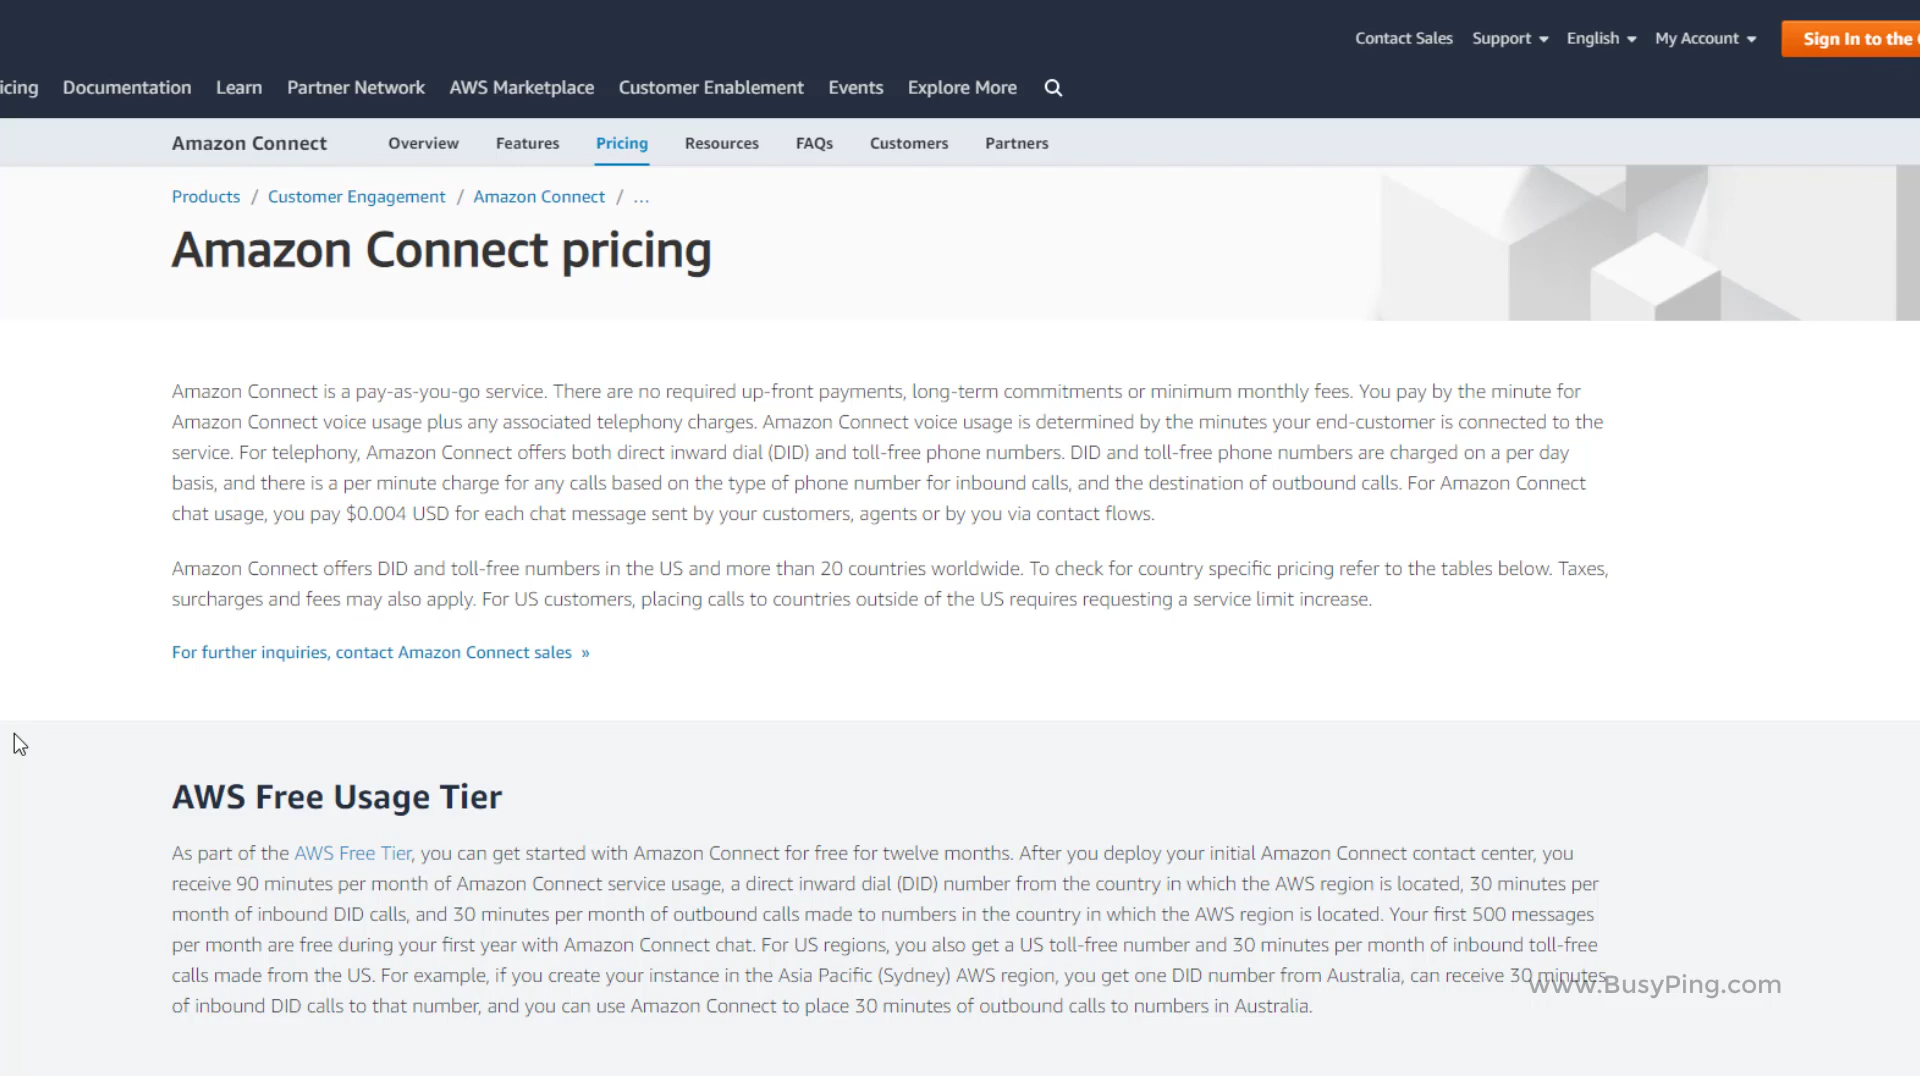 Contact Sales Support English My Account Sign In to the
icing Documentation Learn Partner Network AWS Marketplace Customer Enablement Events Explore More
Amazon Connect Overview Features Pricing Resources FAQs Customers Partners
Products / Customer Engagement / Amazon Connect / ...
Amazon Connect pricing
Amazon Connect is a pay-as-you-go service. There are no required up-front payments, long-term commitments or minimum monthly fees. You pay by the minute for
Amazon Connect voice usage plus any associated telephony charges. Amazon Connect voice usage is determined by the minutes your end-customer is connected to the
service. For telephony, Amazon Connect offers both direct inward dial (DID) and toll-free phone numbers. DID and toll-free phone numbers are charged on a per day
basis, and there is a per minute charge for any calls based on the type of phone number for inbound calls, and the destination of outbound calls. For Amazon Connect
chat usage, you pay $0.004 USD for each chat message sent by your customers, agents or by you via contact flows.
Amazon Connect offers DID and toll-free numbers in the US and more than 20 countries worldwide. To check for country specific pricing refer to the tables below. Taxes,
surcharges and fees may also apply. For US customers, placing calls to countries outside of the US requires requesting a service limit increase.
For further inquiries, contact Amazon Connect sales »
AWS Free Usage Tier
As part of the AWS Free Tier, you can get started with Amazon Connect for free for twelve months. After you deploy your initial Amazon Connect contact center, you
receive 90 minutes per month of Amazon Connect service usage, a direct inward dial (DID) number from the country in which the AWS region is located, 30 minutes per
month of inbound DID calls, and 30 minutes per month of outbound calls made to numbers in the country in which the AWS region is located. Your first 500 messages
per month are free during your first year with Amazon Connect chat. For US regions, you also get a US toll-free number and 30 minutes per month of inbound toll-free
calls made from the US. For example, if you create your instance in the Asia Pacific (Sydney) AWS region, you get one DID number from Australia, can receive 30 minutes
of inbound DID calls to that number, and you can use Amazon Connect to place 30 minutes of outbound calls to numbers in Australia.
www.BusyPing.com